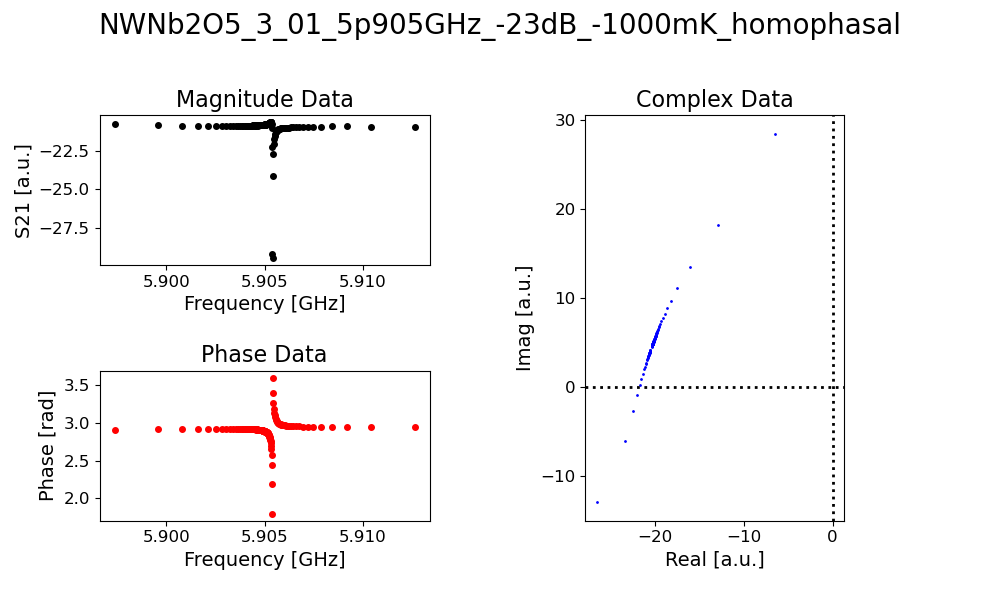 NWNb2O5_3_01_5p905GHz_-23dB_-1000mK_homophasal
Magnitude Data
S21 [a.u.]
−22.5
−25.0
−27.5
5.900 5.905 5.910
Frequency [GHz]
Phase Data
Phase [rad]
3.5
3.0
2.5
2.0
5.900 5.905 5.910
Frequency [GHz]
Complex Data
Imag [a.u.]
30
20
10
0
−10
−20 −10 0
Real [a.u.]